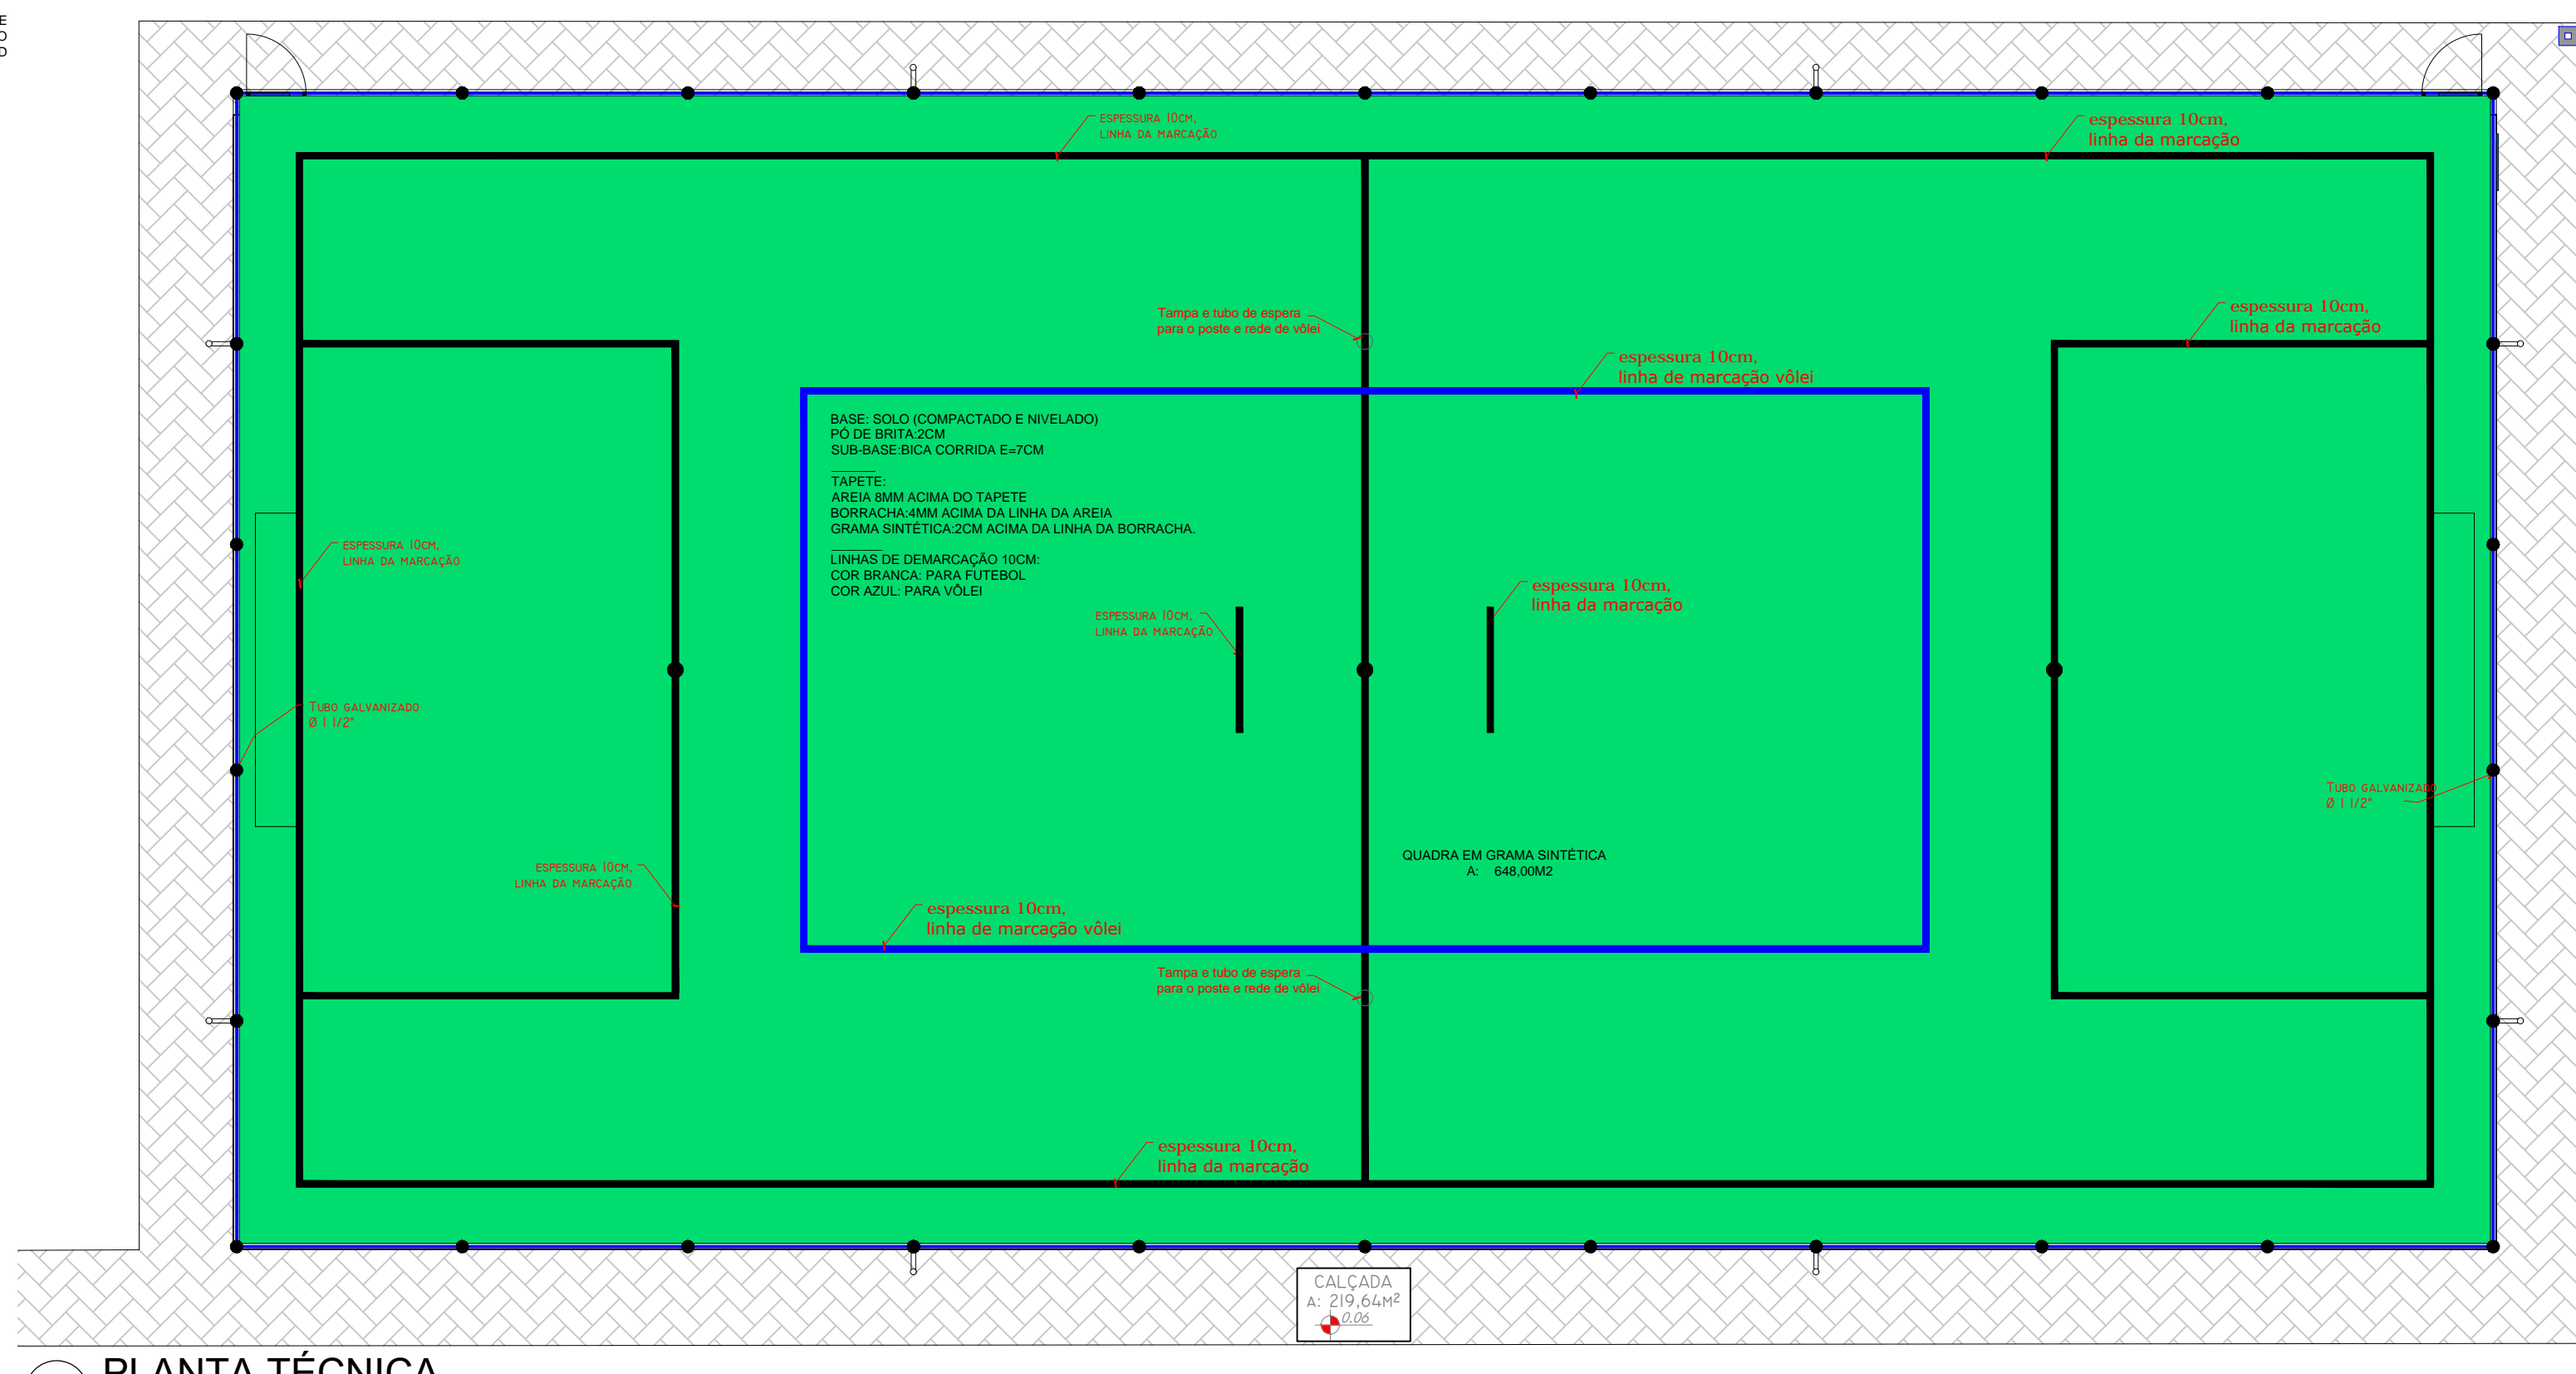 E
O
D
ESPESSURA 10CM,
LINHA DA MARCAÇÃO
espessura 10cm,
linha da marcação
Tampa e tubo de espera
para o poste e rede de vôlei
espessura 10cm,
linha da marcação
espessura 10cm,
linha de marcação vôlei
BASE: SOLO (COMPACTADO E NIVELADO)
PÓ DE BRITA:2CM
SUB-BASE:BICA CORRIDA E=7CM
TAPETE:
AREIA 8MM ACIMA DO TAPETE
BORRACHA:4MM ACIMA DA LINHA DA AREIA
GRAMA SINTÉTICA:2CM ACIMA DA LINHA DA BORRACHA.
LINHAS DE DEMARCAÇÃO 10CM:
COR BRANCA: PARA FUTEBOL
COR AZUL: PARA VÔLEI
ESPESSURA 10CM,
LINHA DA MARCAÇÃO
espessura 10cm,
linha da marcação
ESPESSURA 10CM,
LINHA DA MARCAÇÃO
TUBO GALVANIZADO
Ø 1 1/2"
TUBO GALVANIZADO
Ø 1 1/2"
QUADRA EM GRAMA SINTÉTICA
A: 648,00M2
ESPESSURA 10CM,
LINHA DA MARCAÇÃO
espessura 10cm,
linha de marcação vôlei
Tampa e tubo de espera
para o poste e rede de vôlei
espessura 10cm,
linha da marcação
CALÇADA
A: 219,64M²
0.06
PLANTA TÉCNICA